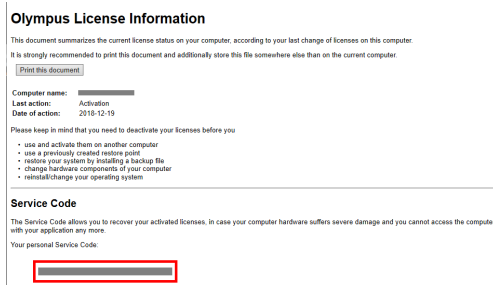 Olympus License Information
This document summarizes the current license status on your computer, according to your last change of licenses on this computer.
It is strongly recommended to print this document and additionally store this file somewhere else than on the current computer.
Print this document
Computer name:
Last action: Activation
Date of action: 2018-12-19
Please keep in mind that you need to deactivate your licenses before you
• use and activate them on another computer
• use a previously created restore point
• restore your system by installing a backup file
• change hardware components of your computer
• reinstall/change your operating system
Service Code
The Service Code allows you to recover your activated licenses, in case your computer hardware suffers severe damage and you cannot access the compute
with your application any more.
Your personal Service Code: